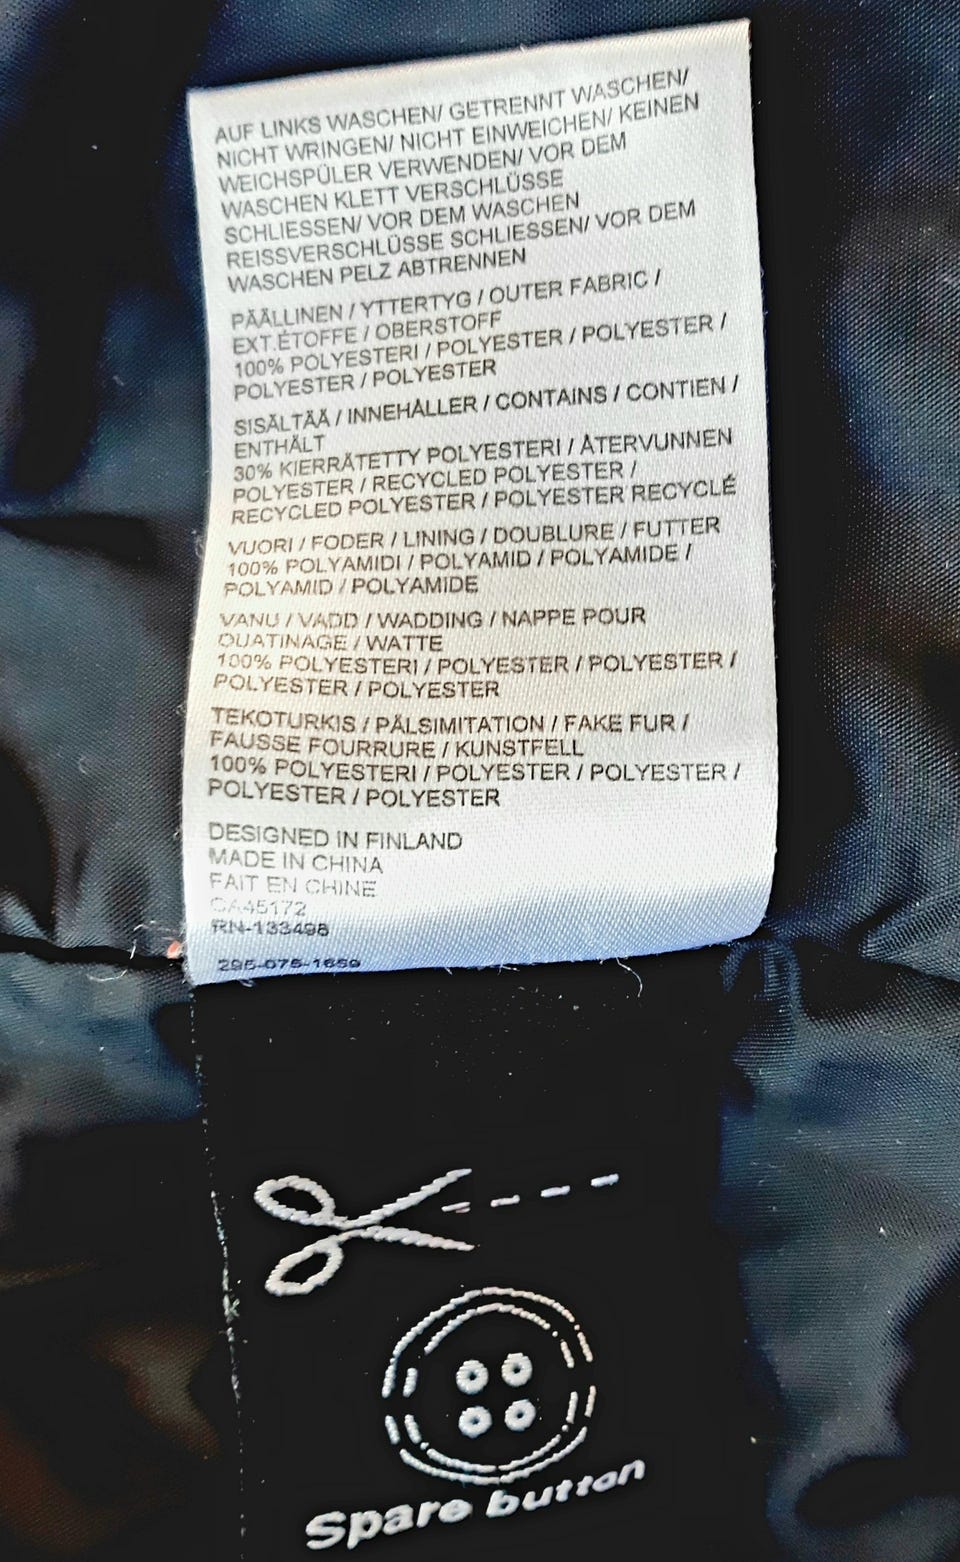 AUF LINKS WASCHEN/ GETRENNT WASCHEN/
NICHT WRINGEN/ NICHT EINWEICHEN/ KEINEN
WEICHSPÜLER VERWENDEN/ VOR DEM
WASCHEN KLETT VERSCHLÜSSE
SCHLIESSEN/ VOR DEM WASCHEN
REISSVERSCHLÜSSE SCHLIESSEN/ VOR DEM
WASCHEN PELZ ABTRENNEN
PÄÄLLINEN / YTTERTYG / OUTER FABRIC /
EXT.ÉTOFFE / OBERSTOFF
100% POLYESTERI / POLYESTER / POLYESTER /
POLYESTER / POLYESTER
SISÄLTÄÄ / INNEHÅLLER / CONTAINS / CONTIEN /
ENTHÄLT
30% KIERRÄTETTY POLYESTERI / ÅTERVUNNEN
POLYESTER / RECYCLED POLYESTER /
RECYCLED POLYESTER / POLYESTER RECYCLÉ
VUORI / FODER / LINING / DOUBLURE / FUTTER
100% POLYAMIDI / POLYAMID / POLYAMIDE /
POLYAMID / POLYAMIDE
VANU / VADD / WADDING / NAPPE POUR
OUATINAGE / WATTE
100% POLYESTERI / POLYESTER / POLYESTER /
POLYESTER / POLYESTER
TEKOTURKIS / PÄLSIMITATION / FAKE FUR /
FAUSSE FOURRURE / KUNSTFELL
100% POLYESTERI / POLYESTER / POLYESTER /
POLYESTER / POLYESTER
DESIGNED IN FINLAND
MADE IN CHINA
FAIT EN CHINE
CA45172
RN-133498
295-075-1659
Spare button